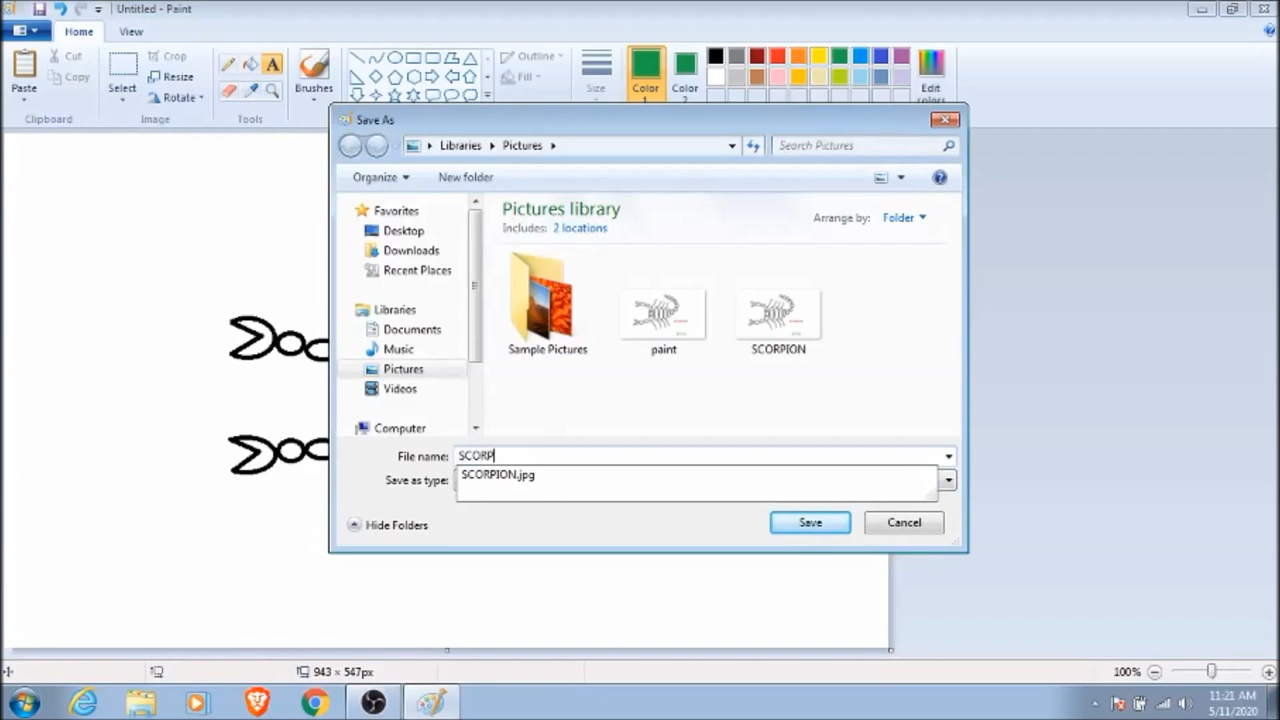 Untitled - Paint
Home
View
Cut
Copy
Paste
Clipboard
Select
Crop
Resize
Rotate
Image
Tools
Brushes
Outline
Fill
Size
Color
1
Color
2
Edit
colors
Save As
Libraries
Pictures
Search Pictures
Organize
New folder
Favorites
Desktop
Downloads
Recent Places
Libraries
Documents
Music
Pictures
Videos
Computer
Pictures library
Includes: 2 locations
Arrange by: Folder
Sample Pictures
paint
SCORPION
File name: SCORP
SCORPION.jpg
Save as type:
Hide Folders
Save
Cancel
943 × 547px
100%
11:21 AM
5/11/2020